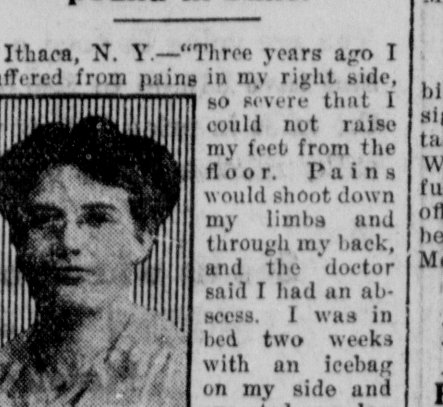 Ithaca, N. Y.—“Three years ago I
suffered from pains in my right side,
so severe that I
could not raise
my feet from the
floor. Pains
would shoot down
my limbs and
through my back,
and the doctor
said I had an ab-
scess. I was in
bed two weeks
with an icebag
on my side and